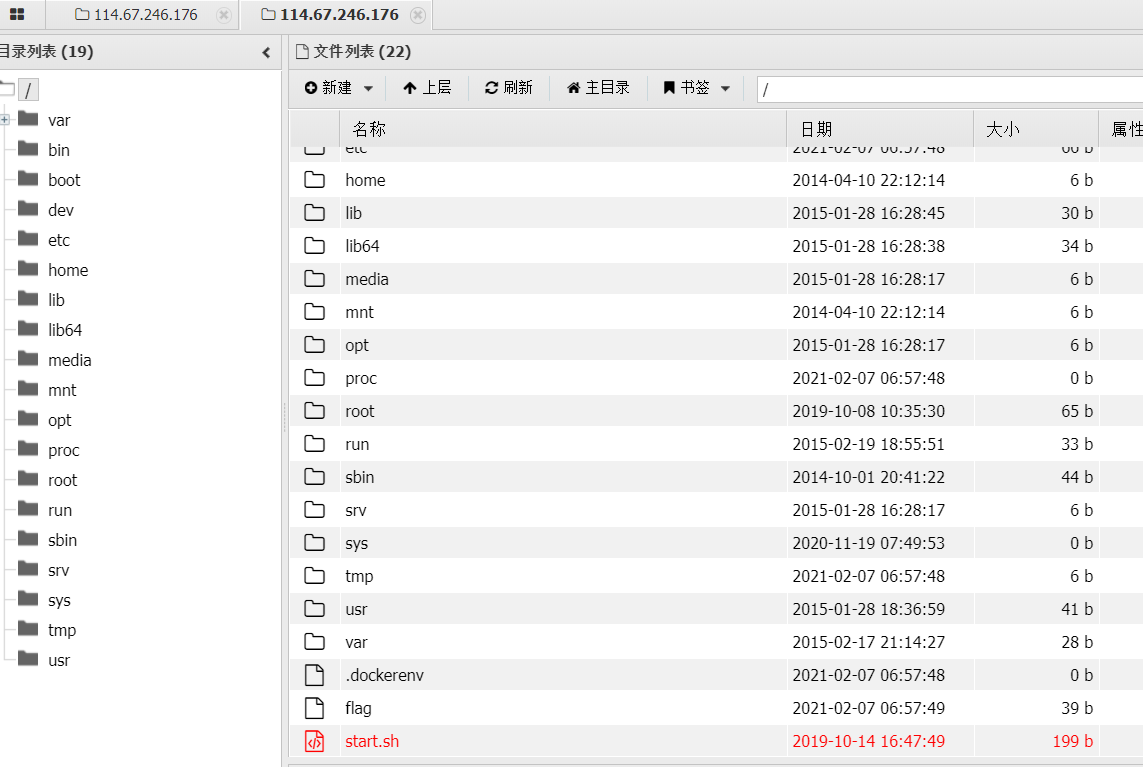 114.67.246.176 114.67.246.176
目录列表 (19)
文件列表 (22)
新建 上层 刷新 主目录 书签 /
/
var
bin
boot
dev
etc
home
lib
lib64
media
mnt
opt
proc
root
run
sbin
srv
sys
tmp
usr
名称 日期 大小 属性
etc 2021-02-07 06:57:48 66 b
home 2014-04-10 22:12:14 6 b
lib 2015-01-28 16:28:45 30 b
lib64 2015-01-28 16:28:38 34 b
media 2015-01-28 16:28:17 6 b
mnt 2014-04-10 22:12:14 6 b
opt 2015-01-28 16:28:17 6 b
proc 2021-02-07 06:57:48 0 b
root 2019-10-08 10:35:30 65 b
run 2015-02-19 18:55:51 33 b
sbin 2014-10-01 20:41:22 44 b
srv 2015-01-28 16:28:17 6 b
sys 2020-11-19 07:49:53 0 b
tmp 2021-02-07 06:57:48 6 b
usr 2015-01-28 18:36:59 41 b
var 2015-02-17 21:14:27 28 b
.dockerenv 2021-02-07 06:57:48 0 b
flag 2021-02-07 06:57:49 39 b
start.sh 2019-10-14 16:47:49 199 b